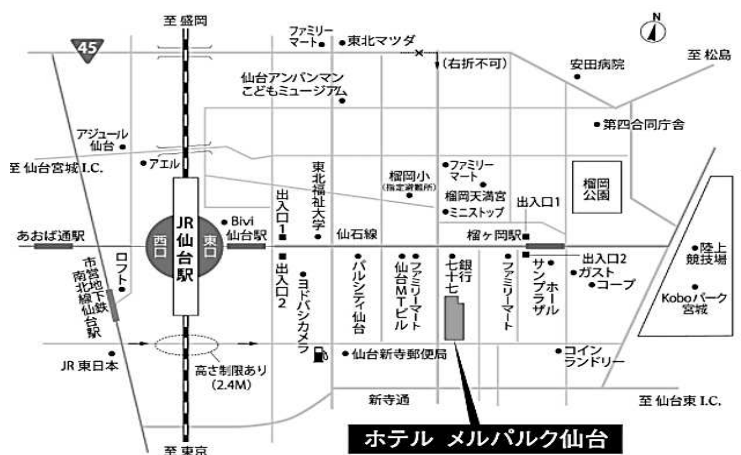 至 盛岡
N
45
ファミリー
マート
東北マツダ
(右折不可)
安田病院
至 松島
仙台アンパンマン
こどもミュージアム
第四合同庁舎
アジュール
仙台
至 仙台宮城 I.C.
アエル
東北福祉大学
榴岡小
(指定避難所)
ファミリー
マート
榴岡天満宮
ミニストップ
榴岡
公園
出入口1
出入口1
あおば通駅
ロフト
西口
JR仙台駅
東口
Bivi
仙台駅
仙石線
榴ヶ岡駅
出入口2
陸上
競技場
市営地下鉄
南北線仙台駅
出入口2
ヨドバシカメラ
パルシティ仙台
仙台MTビル
ファミリーマート
七十七
銀行
ファミリーマート
サンプラザ
ホール
ガスト
コープ
Koboパーク
宮城
JR 東日本
高さ制限あり
(2.4M)
仙台新寺郵便局
コイン
ランドリー
新寺通
至 仙台東 I.C.
至 東京
ホテル メルパルク仙台